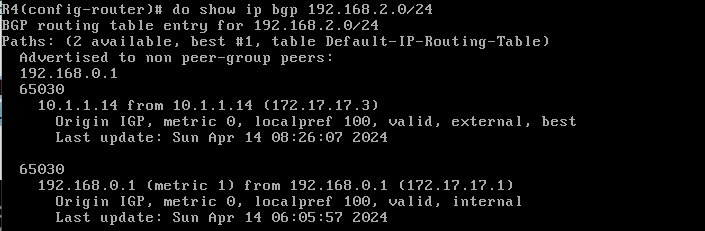 R4(config-router)# do show ip bgp 192.168.2.0/24
BGP routing table entry for 192.168.2.0/24
Paths: (2 available, best #1, table Default-IP-Routing-Table)
  Advertised to non peer-group peers:
  192.168.0.1
  65030
    10.1.1.14 from 10.1.1.14 (172.17.17.3)
      Origin IGP, metric 0, localpref 100, valid, external, best
      Last update: Sun Apr 14 08:26:07 2024

  65030
    192.168.0.1 (metric 1) from 192.168.0.1 (172.17.17.1)
      Origin IGP, metric 0, localpref 100, valid, internal
      Last update: Sun Apr 14 06:05:57 2024